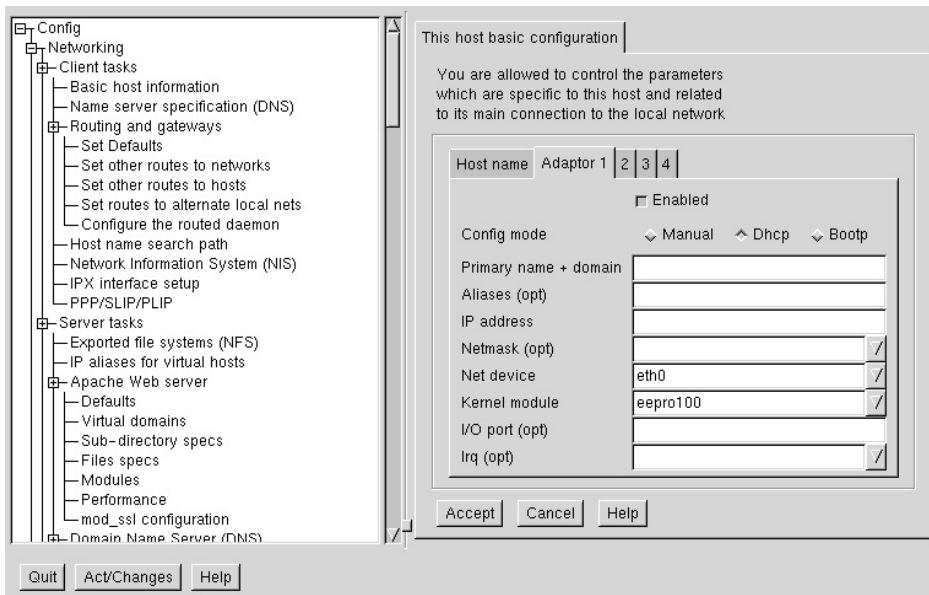 Config
Networking
Client tasks
Basic host information
Name server specification (DNS)
Routing and gateways
Set Defaults
Set other routes to networks
Set other routes to hosts
Set routes to alternate local nets
Configure the routed daemon
Host name search path
Network Information System (NIS)
IPX interface setup
PPP/SLIP/PLIP
Server tasks
Exported file systems (NFS)
IP aliases for virtual hosts
Apache Web server
Defaults
Virtual domains
Sub-directory specs
Files specs
Modules
Performance
mod_ssl configuration
Domain Name Server (DNS)
This host basic configuration
You are allowed to control the parameters
which are specific to this host and related
to its main connection to the local network
Host name Adaptor 1 2 3 4
Enabled
Config mode Manual Dhcp Bootp
Primary name + domain
Aliases (opt)
IP address
Netmask (opt)
Net device eth0
Kernel module eepro100
I/O port (opt)
Irq (opt)
Accept Cancel Help
Quit Act/Changes Help